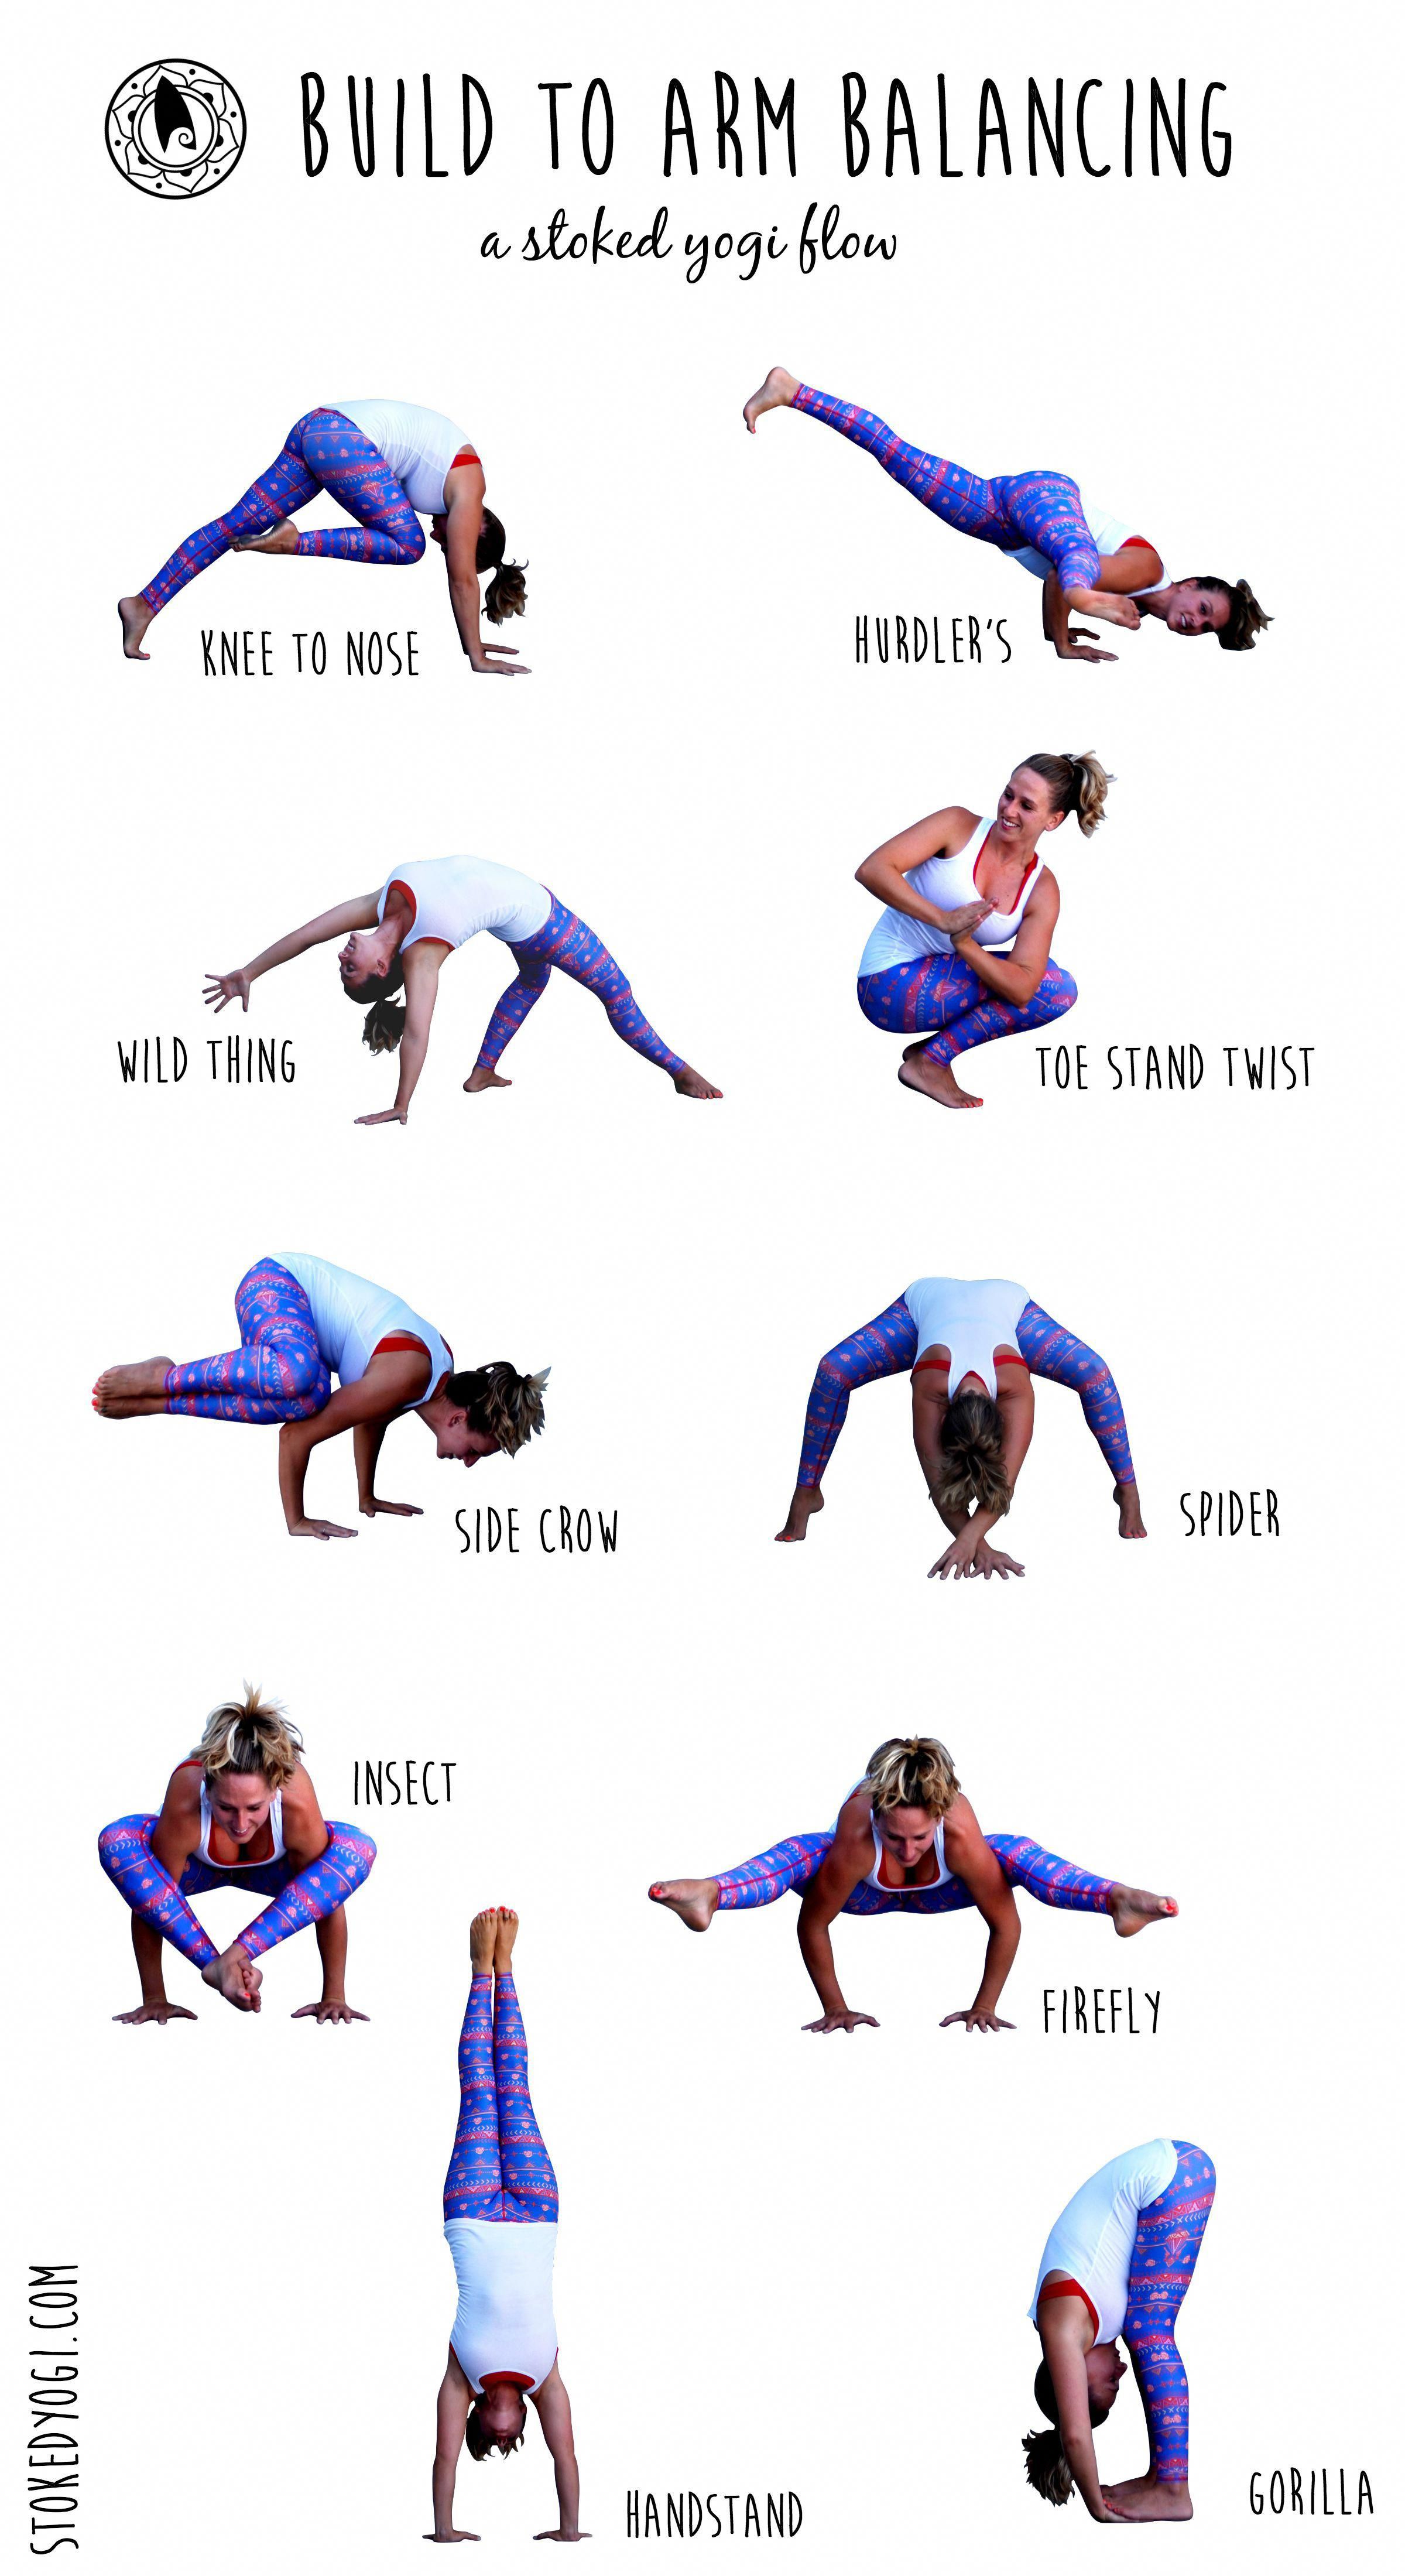 BUILD TO ARM BALANCING
a stoked yogi flow
KNEE TO NOSE
HURDLER'S
WILD THING
TOE STAND TWIST
SIDE CROW
SPIDER
INSECT
FIREFLY
HANDSTAND
GORILLA
STOKEDYOGI.COM